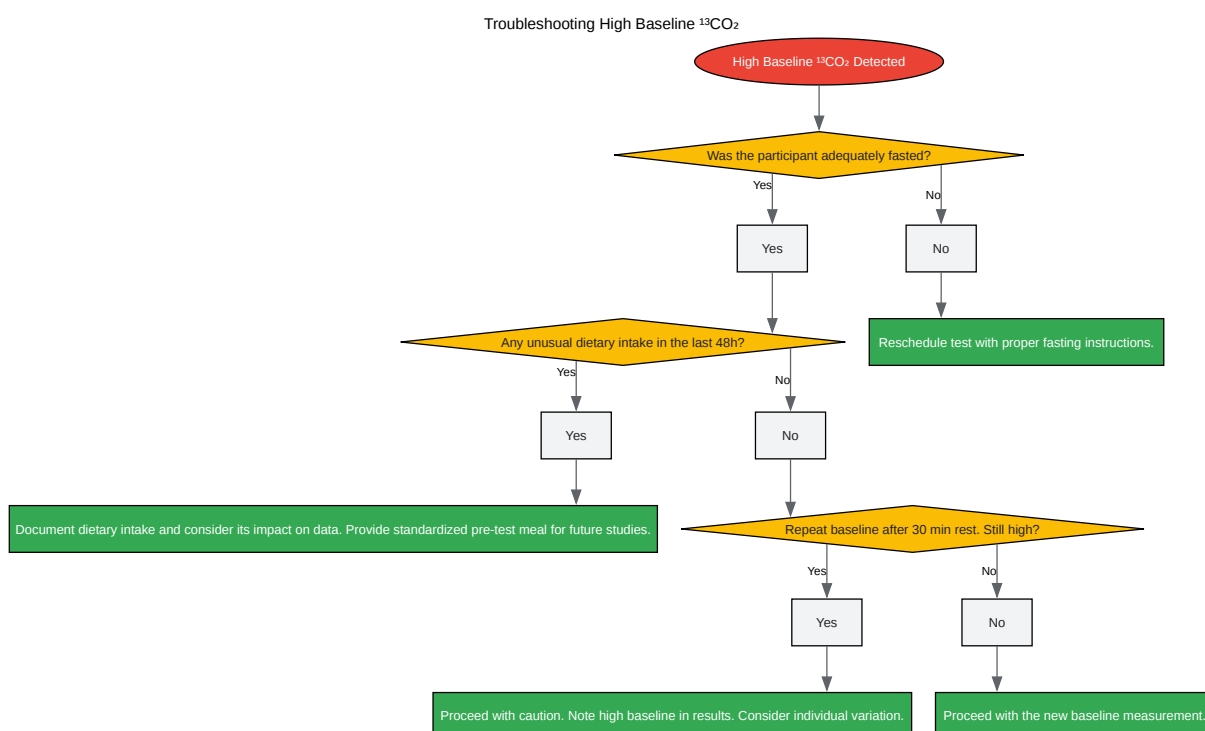 Troubleshooting High Baseline ¹³CO₂
High Baseline ¹³CO₂ Detected
Was the participant adequately fasted?
Yes
No
Yes
No
Any unusual dietary intake in the last 48h?
Reschedule test with proper fasting instructions.
Yes
No
Yes
No
Document dietary intake and consider its impact on data. Provide standardized pre-test meal for future studies.
Repeat baseline after 30 min rest. Still high?
Yes
No
Yes
No
Proceed with caution. Note high baseline in results. Consider individual variation.
Proceed with the new baseline measurement.